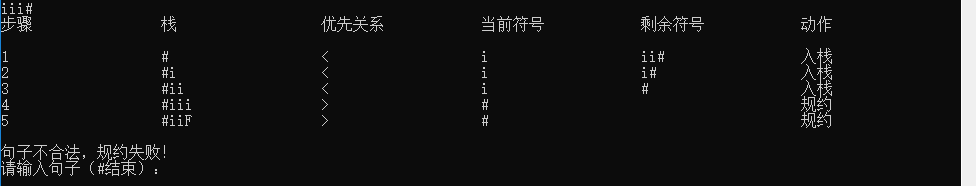 iii#
步骤 栈 优先关系 当前符号 剩余符号 动作
1 # < i ii# 入栈
2 #i < i i# 入栈
3 #ii < i # 入栈
4 #iii > # 规约
5 #iiF > # 规约
句子不合法，规约失败!
请输入句子（#结束）：